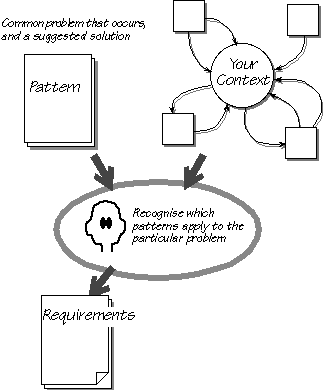 Common problem that occurs,
and a suggested solution
Pattern
Your
Context
Recognise which
patterns apply to the
particular problem
Requirements